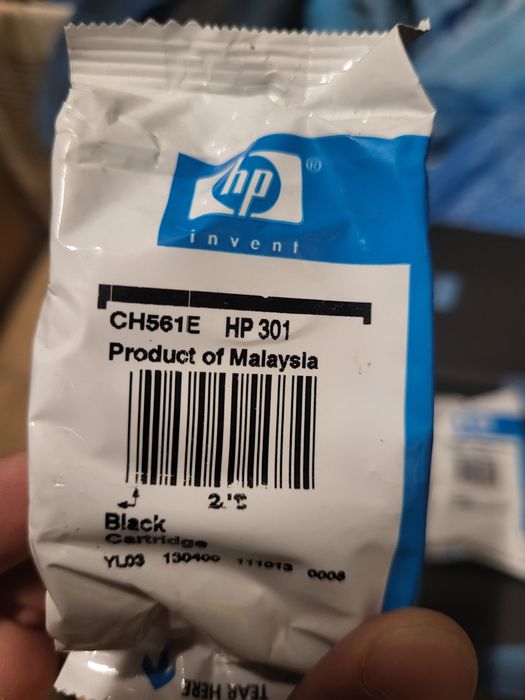 hp®
invent
CH561E HP 301
Product of Malaysia
Black
Cartridge
YL03 130400 111013 0008
TEAR HERE